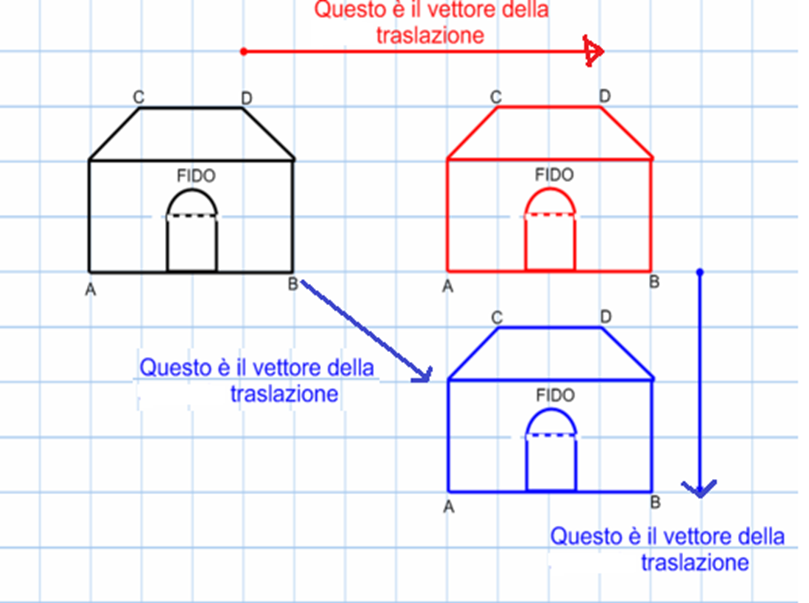 Questo è il vettore della
traslazione
C D
C D
FIDO
FIDO
A
B
A
B
C D
Questo è il vettore della
traslazione
FIDO
A
B
Questo è il vettore della
traslazione